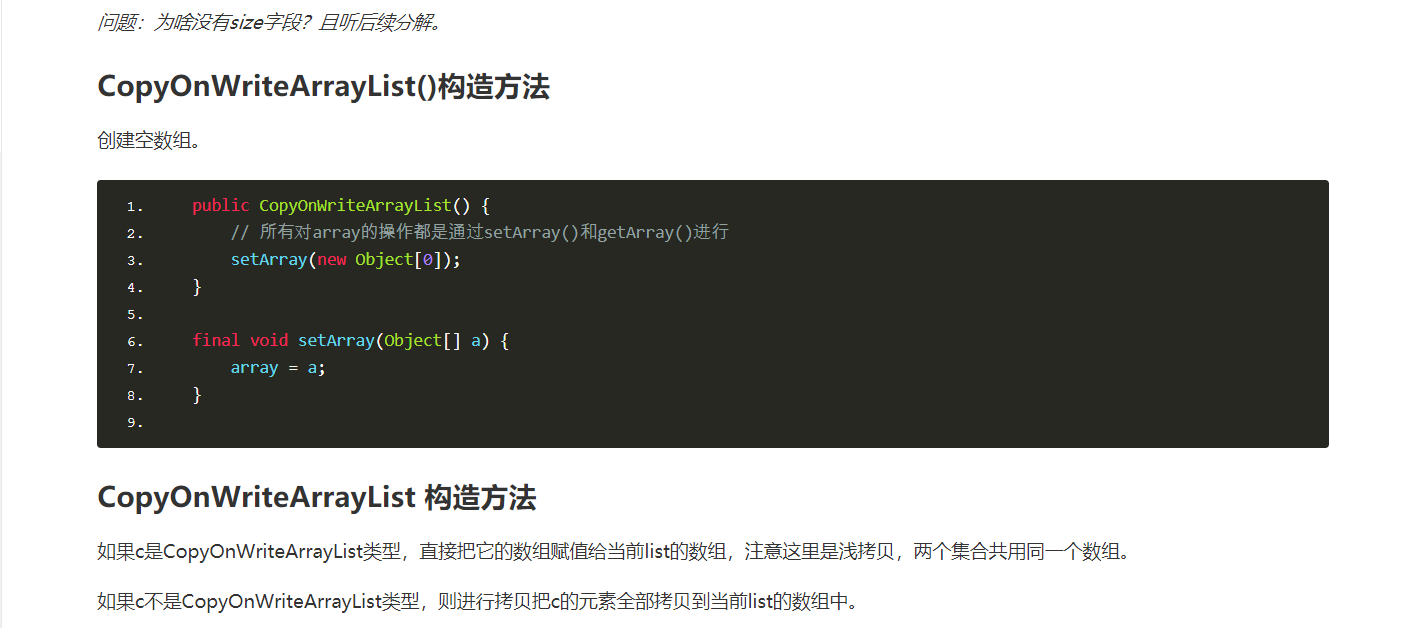 问题：为啥没有size字段？且听后续分解。
CopyOnWriteArrayList()构造方法
创建空数组。
1. public CopyOnWriteArrayList() {
2. // 所有对array的操作都是通过setArray()和getArray()进行
3. setArray(new Object[0]);
4. }
5.
6. final void setArray(Object[] a) {
7. array = a;
8. }
9.
CopyOnWriteArrayList 构造方法
如果c是CopyOnWriteArrayList类型，直接把它的数组赋值给当前list的数组，注意这里是浅拷贝，两个集合共用同一个数组。
如果c不是CopyOnWriteArrayList类型，则进行拷贝把c的元素全部拷贝到当前list的数组中。